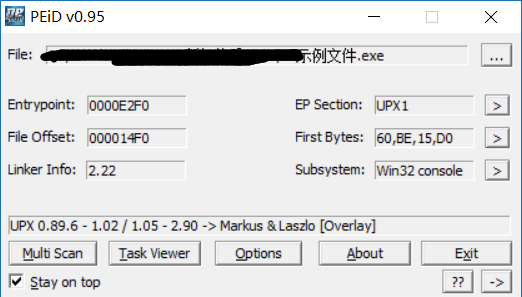 PEiD v0.95
File: 示例文件.exe ...
Entrypoint: 0000E2F0 EP Section: UPX1 >
File Offset: 000014F0 First Bytes: 60,BE,15,D0 >
Linker Info: 2.22 Subsystem: Win32 console >
UPX 0.89.6 - 1.02 / 1.05 - 2.90 -> Markus & Laszlo [Overlay]
Multi Scan Task Viewer Options About Exit
Stay on top ?? ->